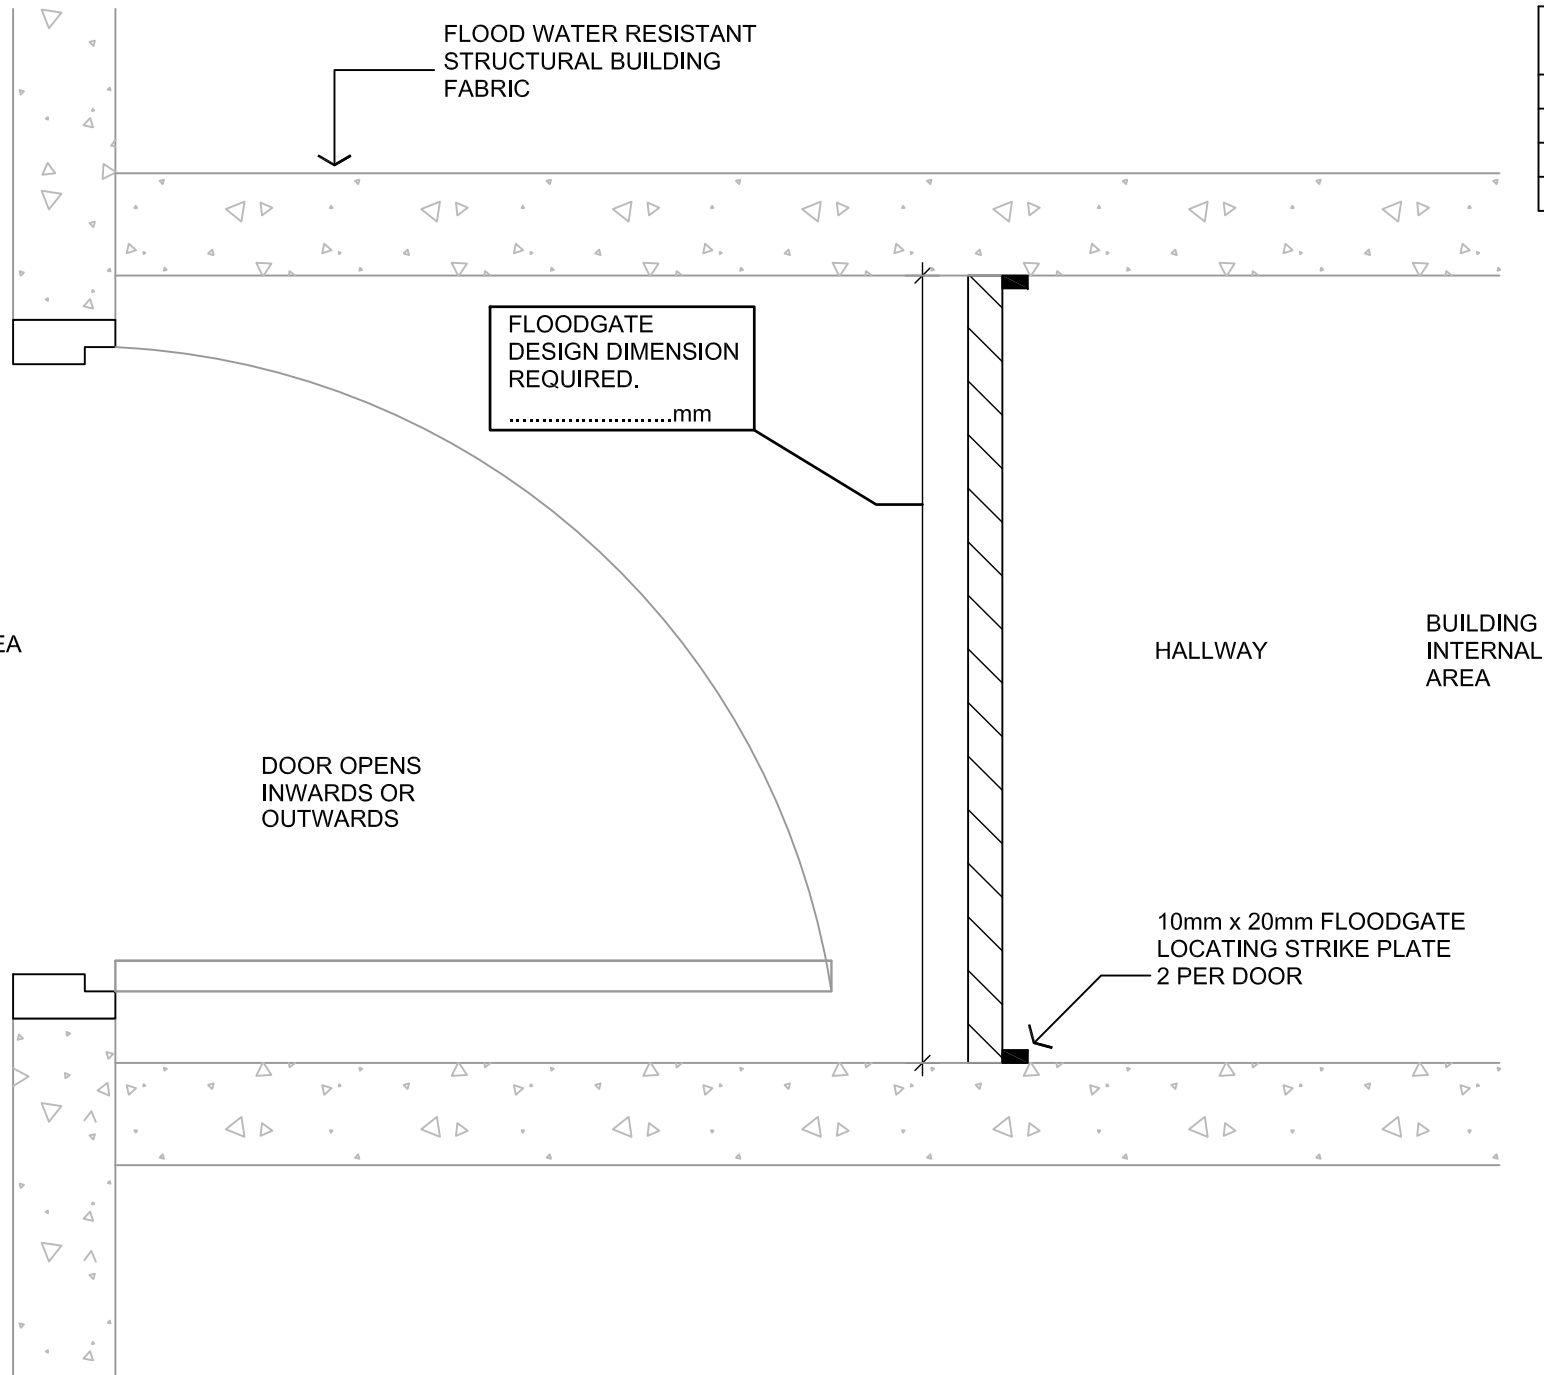 FLOOD WATER RESISTANT
STRUCTURAL BUILDING
FABRIC
FLOODGATE
DESIGN DIMENSION
REQUIRED.
.........................mm
EA
HALLWAY
BUILDING
INTERNAL
AREA
DOOR OPENS
INWARDS OR
OUTWARDS
10mm x 20mm FLOODGATE
LOCATING STRIKE PLATE
2 PER DOOR